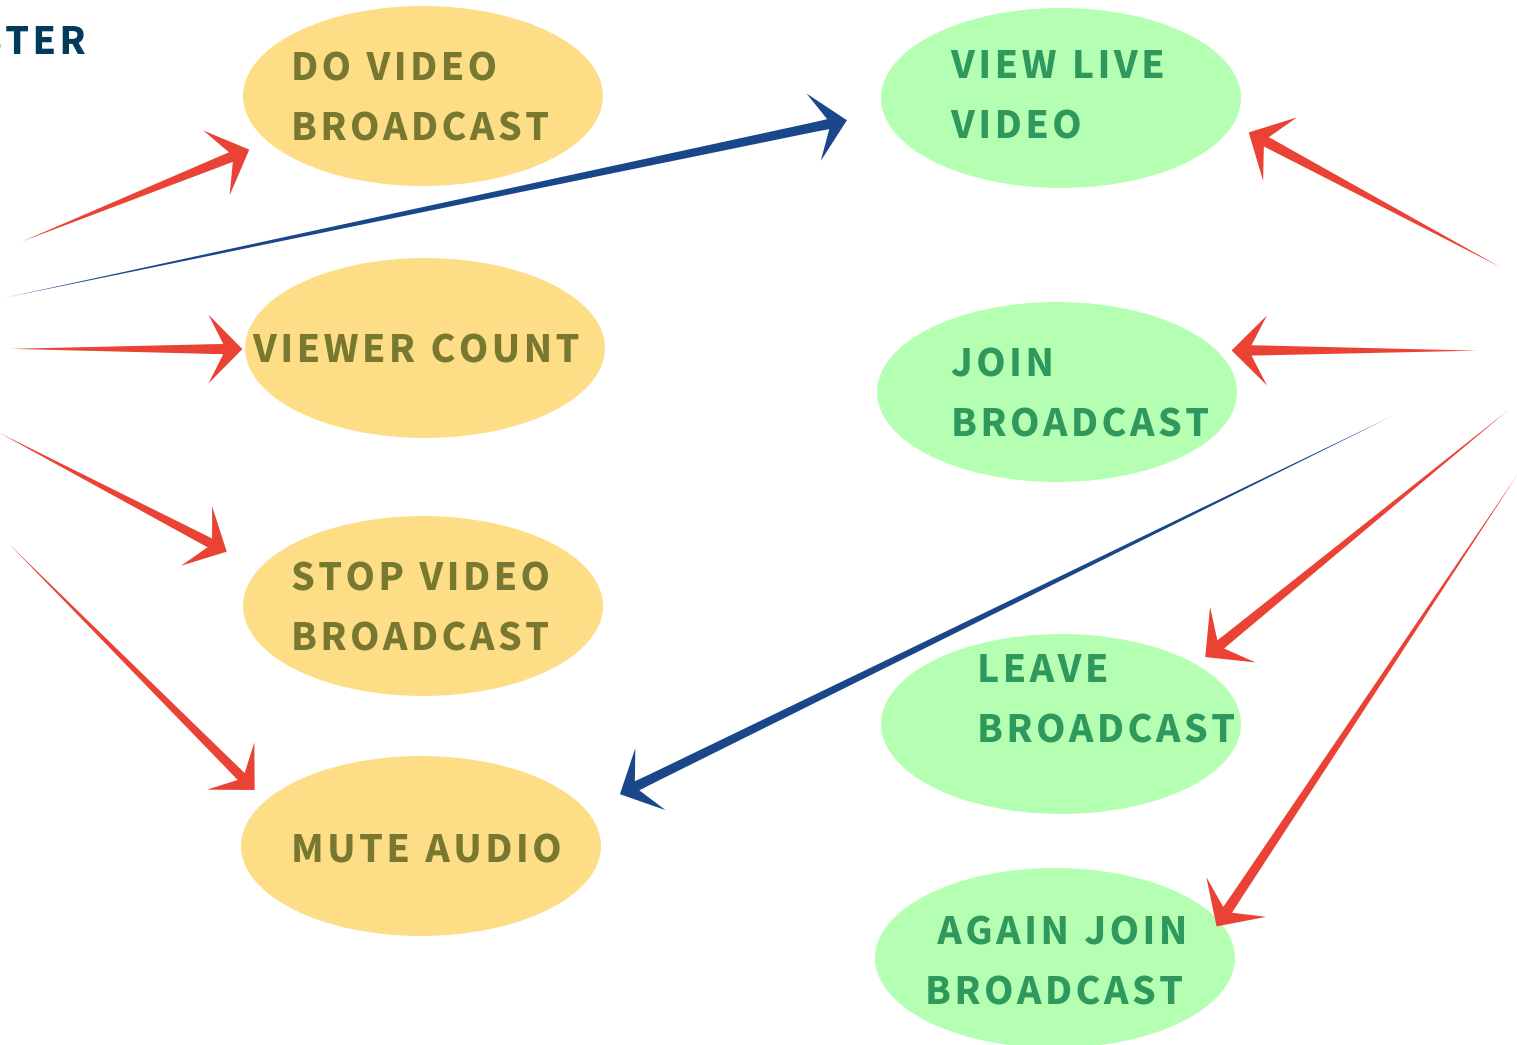 TER
DO VIDEO
BROADCAST
VIEWER COUNT
STOP VIDEO
BROADCAST
MUTE AUDIO
VIEW LIVE
VIDEO
JOIN
BROADCAST
LEAVE
BROADCAST
AGAIN JOIN
BROADCAST